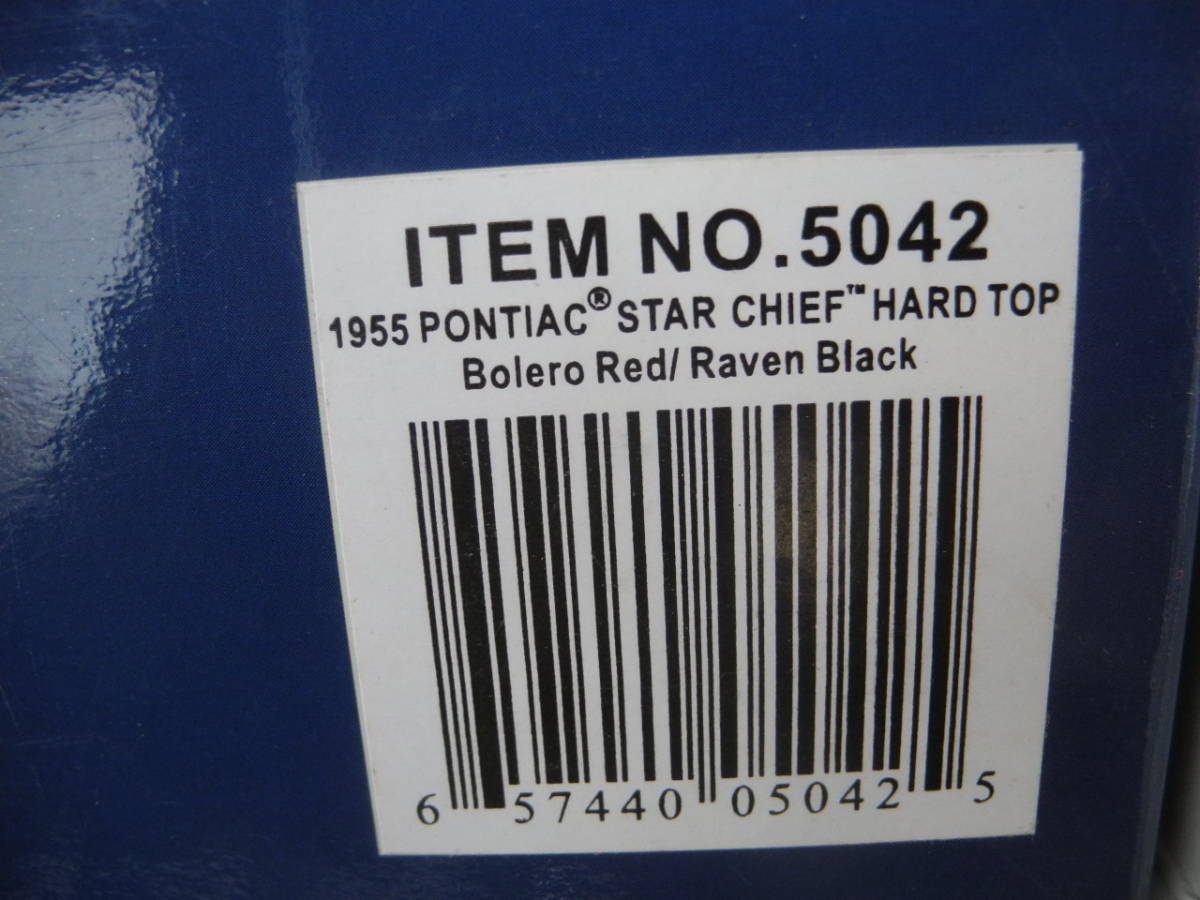 ITEM NO.5042
1955 PONTIAC® STAR CHIEF™ HARD TOP
Bolero Red/ Raven Black
6 57440 05042 5